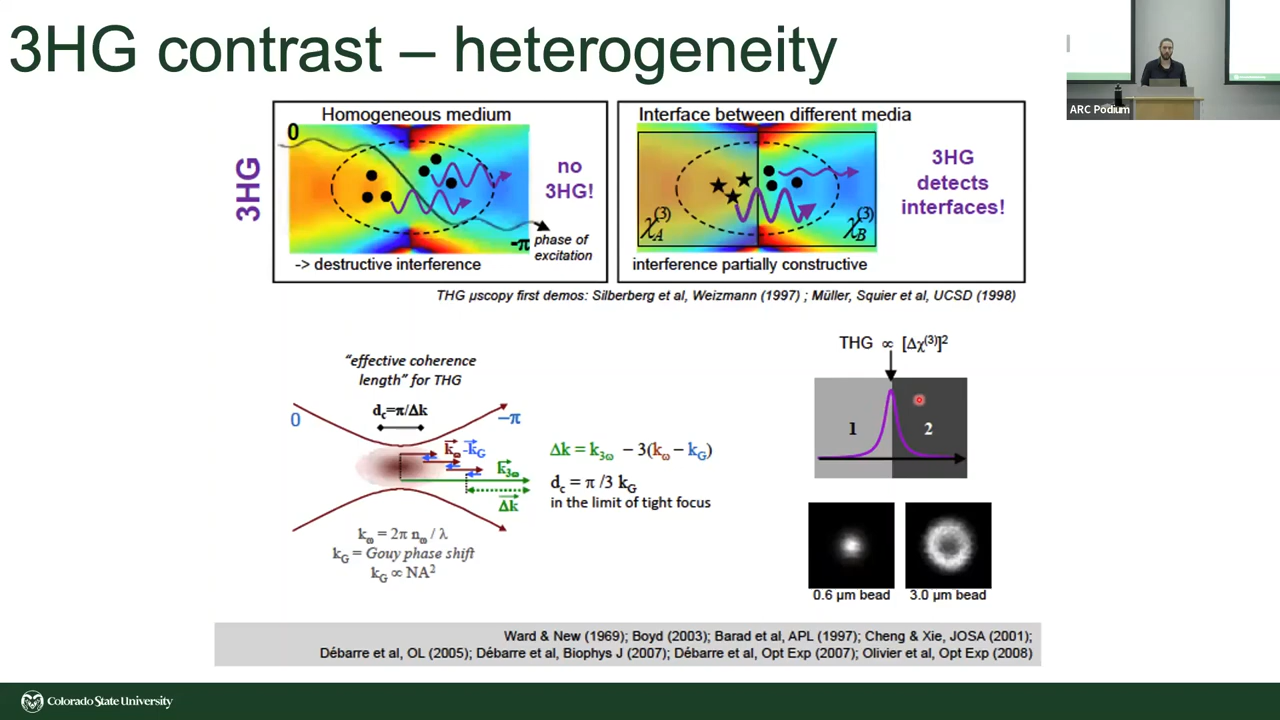 3HG contrast – heterogeneity
ARC Podium
Homogeneous medium
3HG
0
no
3HG!
-π
phase of
excitation
-> destructive interference
Interface between different media
χA(3)
χB(3)
3HG
detects
interfaces!
interference partially constructive
THG μscopy first demos: Silberberg et al, Weizmann (1997) ; Müller, Squier et al, UCSD (1998)
“effective coherence
length” for THG
dc=π/Δk
0
–π
kω-kG
k3ω
Δk
kω = 2π nω / λ
kG = Gouy phase shift
kG ∝ NA²
Δk = k3ω – 3(kω – kG)
dc = π /3 kG
in the limit of tight focus
THG ∝ [Δχ(3)]²
1
2
0.6 μm bead
3.0 μm bead
Ward & New (1969); Boyd (2003); Barad et al, APL (1997); Cheng & Xie, JOSA (2001);
Débarre et al, OL (2005); Débarre et al, Biophys J (2007); Débarre et al, Opt Exp (2007); Olivier et al, Opt Exp (2008)
Colorado State University